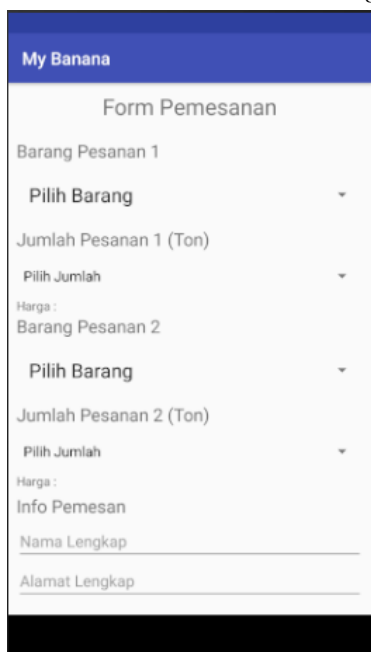 My Banana
Form Pemesanan
Barang Pesanan 1
Pilih Barang
Jumlah Pesanan 1 (Ton)
Pilih Jumlah
Harga :
Barang Pesanan 2
Pilih Barang
Jumlah Pesanan 2 (Ton)
Pilih Jumlah
Harga :
Info Pemesan
Nama Lengkap
Alamat Lengkap